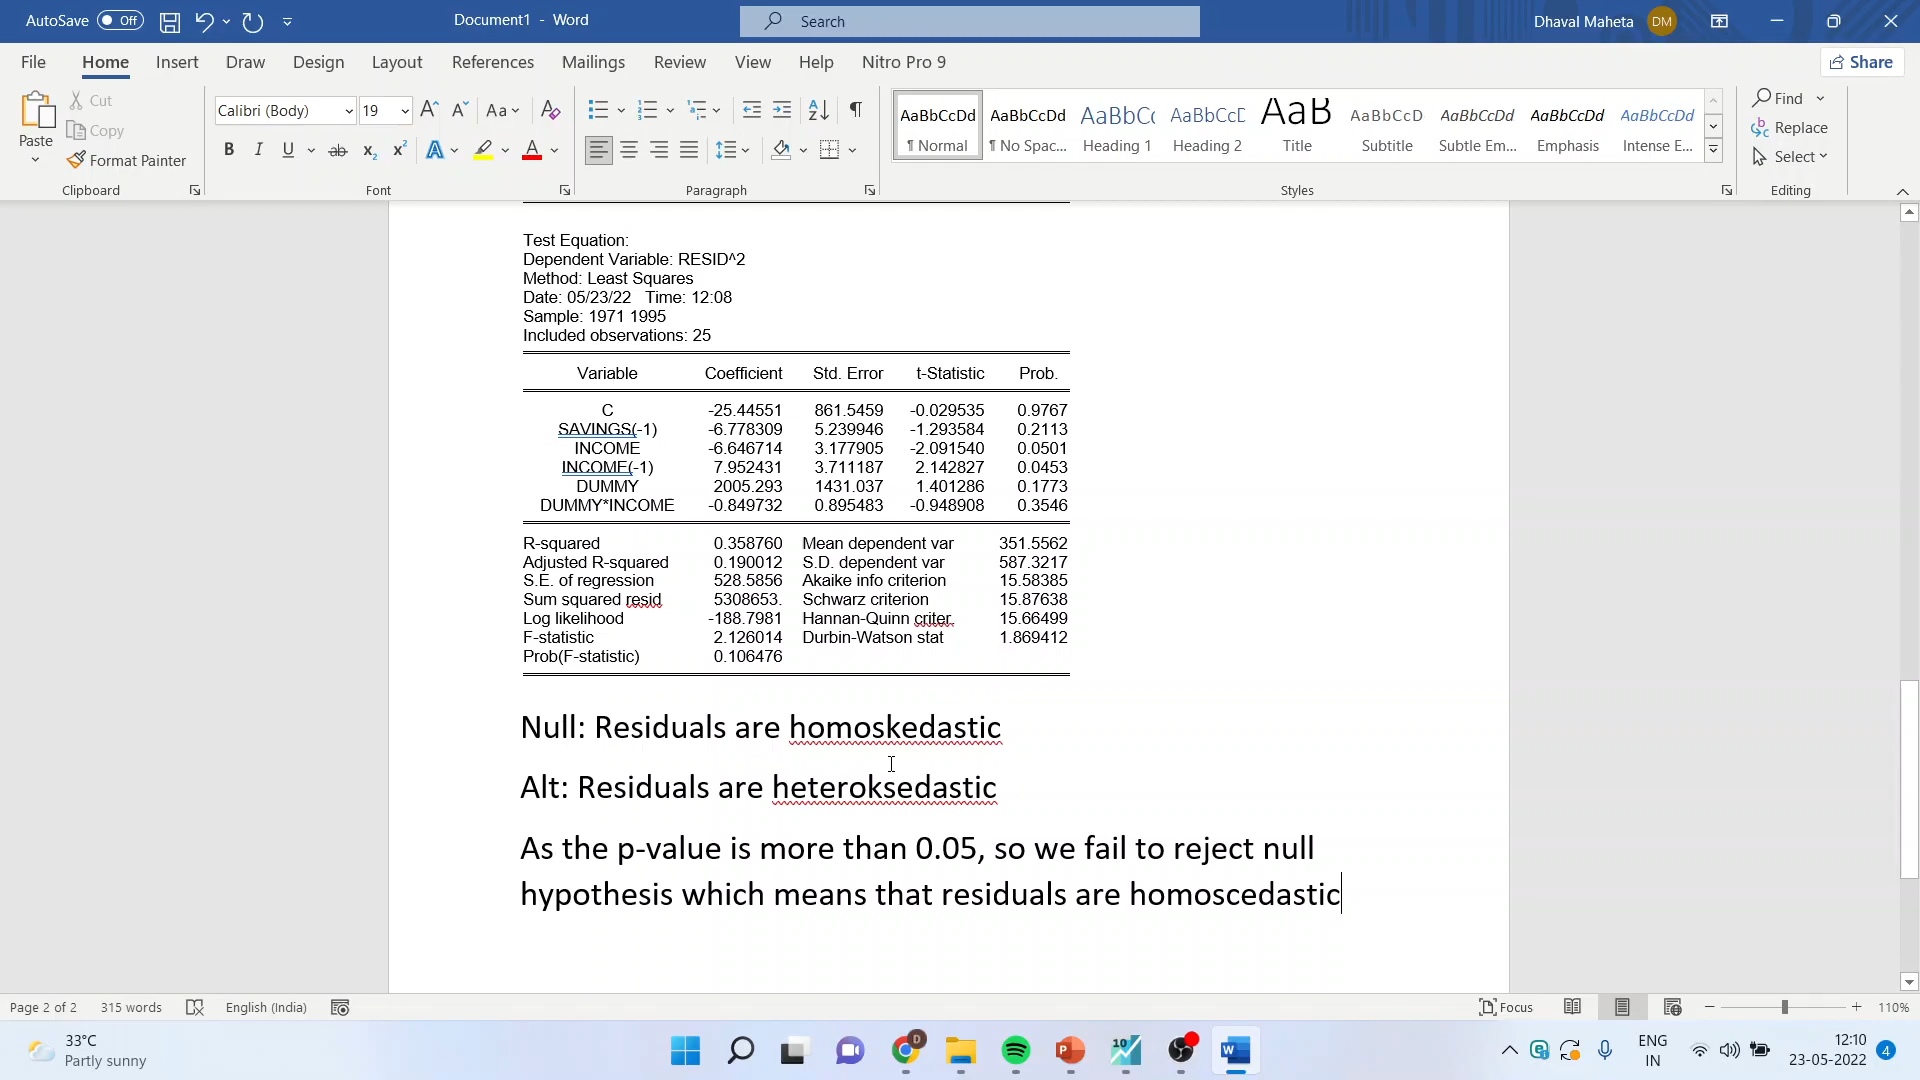 AutoSave Off Document1 - Word Search Dhaval Maheta DM
File Home Insert Draw Design Layout References Mailings Review View Help Nitro Pro 9 Share
Paste Cut Copy Format Painter Clipboard
Calibri (Body) 19 Font
Paragraph
AaBbCcDd AaBbCcDd AaBbCc AaBbCcD AaB AaBbCcD AaBbCcDd AaBbCcDd AaBbCcDd
¶ Normal ¶ No Spac... Heading 1 Heading 2 Title Subtitle Subtle Em... Emphasis Intense E...
Styles
Find
Replace
Select
Editing
Test Equation:
Dependent Variable: RESID^2
Method: Least Squares
Date: 05/23/22 Time: 12:08
Sample: 1971 1995
Included observations: 25
Variable Coefficient Std. Error t-Statistic Prob.
C -25.44551 861.5459 -0.029535 0.9767
SAVINGS(-1) -6.778309 5.239946 -1.293584 0.2113
INCOME -6.646714 3.177905 -2.091540 0.0501
INCOME(-1) 7.952431 3.711187 2.142827 0.0453
DUMMY 2005.293 1431.037 1.401286 0.1773
DUMMY*INCOME -0.849732 0.895483 -0.948908 0.3546
R-squared 0.358760 Mean dependent var 351.5562
Adjusted R-squared 0.190012 S.D. dependent var 587.3217
S.E. of regression 528.5856 Akaike info criterion 15.58385
Sum squared resid 5308653. Schwarz criterion 15.87638
Log likelihood -188.7981 Hannan-Quinn criter. 15.66499
F-statistic 2.126014 Durbin-Watson stat 1.869412
Prob(F-statistic) 0.106476
Null: Residuals are homoskedastic
Alt: Residuals are heteroksedastic
As the p-value is more than 0.05, so we fail to reject null
hypothesis which means that residuals are homoscedastic
Page 2 of 2 315 words English (India) Focus 110%
33°C
Partly sunny
ENG
IN
12:10
23-05-2022
4